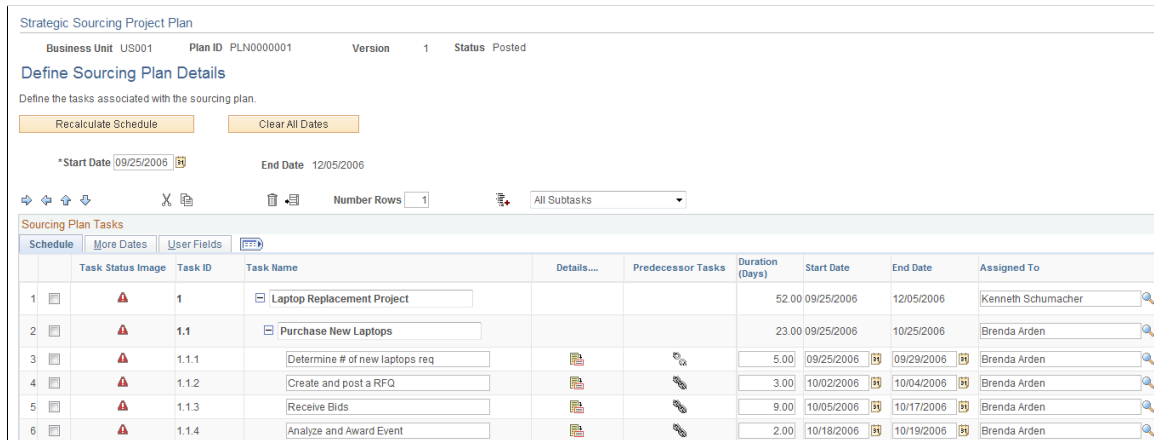 Strategic Sourcing Project Plan
Business Unit US001 Plan ID PLN0000001 Version 1 Status Posted
Define Sourcing Plan Details
Define the tasks associated with the sourcing plan.
Recalculate Schedule Clear All Dates
*Start Date 09/25/2006 31 End Date 12/05/2006
Number Rows 1 All Subtasks
Sourcing Plan Tasks
Schedule More Dates User Fields
Task Status Image Task ID Task Name Details.... Predecessor Tasks Duration (Days) Start Date End Date Assigned To
1 1 Laptop Replacement Project 52.00 09/25/2006 12/05/2006 Kenneth Schumacher
2 1.1 Purchase New Laptops 23.00 09/25/2006 10/25/2006 Brenda Arden
3 1.1.1 Determine # of new laptops req 5.00 09/25/2006 31 09/29/2006 31 Brenda Arden
4 1.1.2 Create and post a RFQ 3.00 10/02/2006 31 10/04/2006 31 Brenda Arden
5 1.1.3 Receive Bids 9.00 10/05/2006 31 10/17/2006 31 Brenda Arden
6 1.1.4 Analyze and Award Event 2.00 10/18/2006 31 10/19/2006 31 Brenda Arden